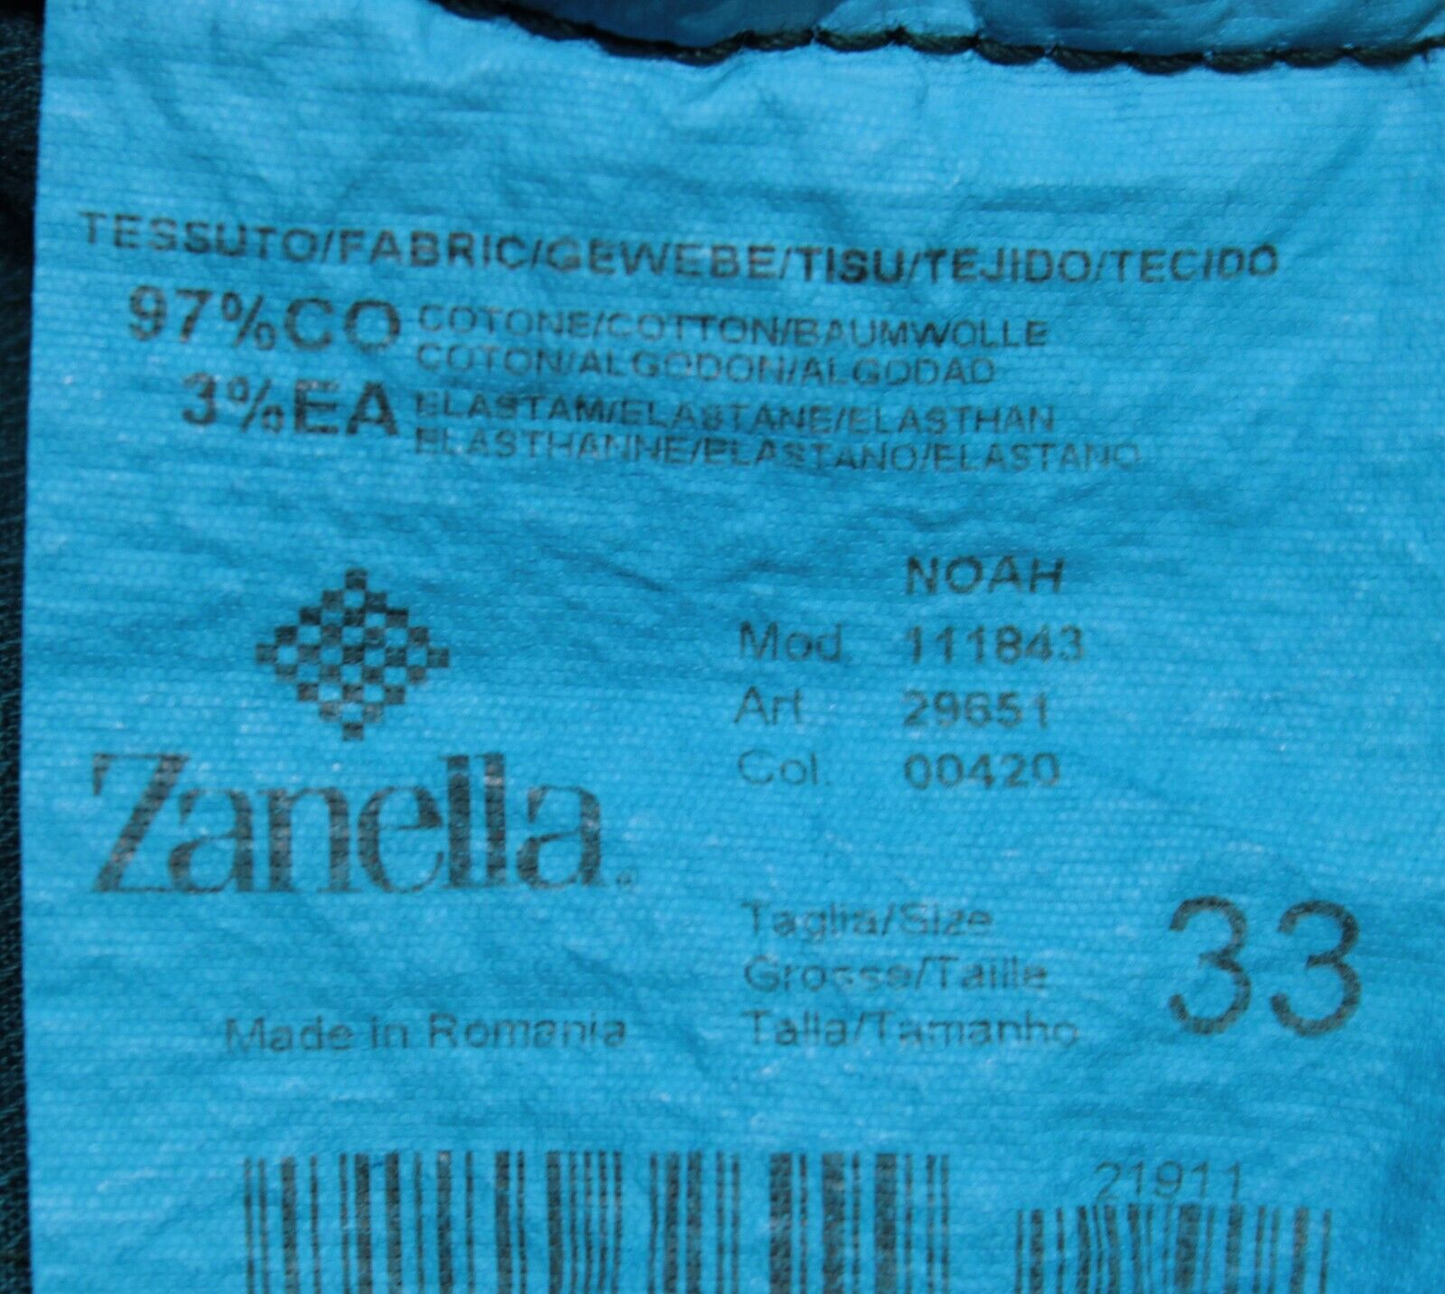 TESSUTO/FABRIC/GEWEBE/TISU/TEJIDO/TECIDO
97%CO COTONE/COTTON/BAUMWOLLE
COTON/ALGODON/ALGODAO
3%EA ELASTAM/ELASTANE/ELASTHAN
ELASTHANNE/ELASTANO/ELASTANO
NOAH
Mod 111843
Art 29651
Col. 00420
Zanella
Taglia/Size
Grosse/Taille
Talla/Tamanho
33
Made in Romania
21911